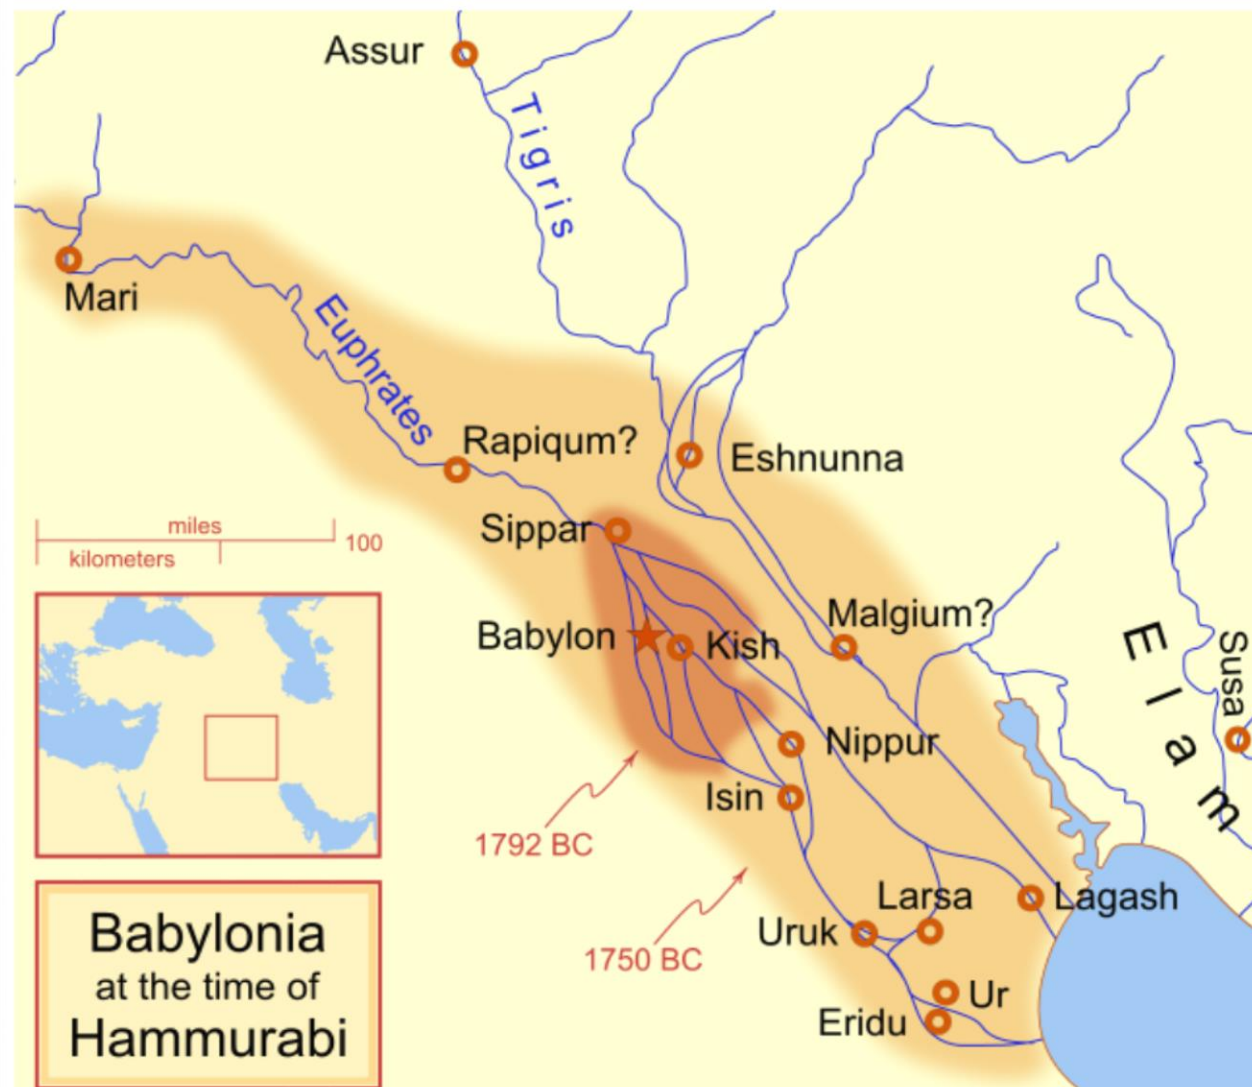 Assur
Tigris
Mari
Euphrates
Rapiqum?
Eshnunna
Sippar
miles
kilometers
100
Babylon
Kish
Malgium?
Elam
Susa
Nippur
Isin
1792 BC
Larsa
Lagash
Uruk
1750 BC
Ur
Eridu
Babylonia
at the time of
Hammurabi